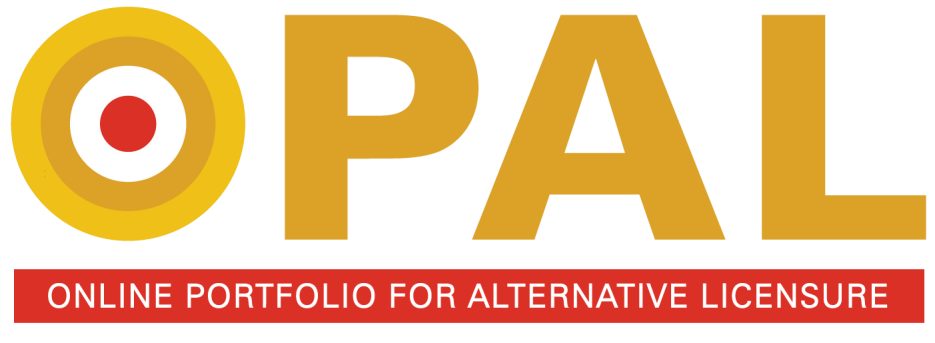 OPAL
ONLINE PORTFOLIO FOR ALTERNATIVE LICENSURE